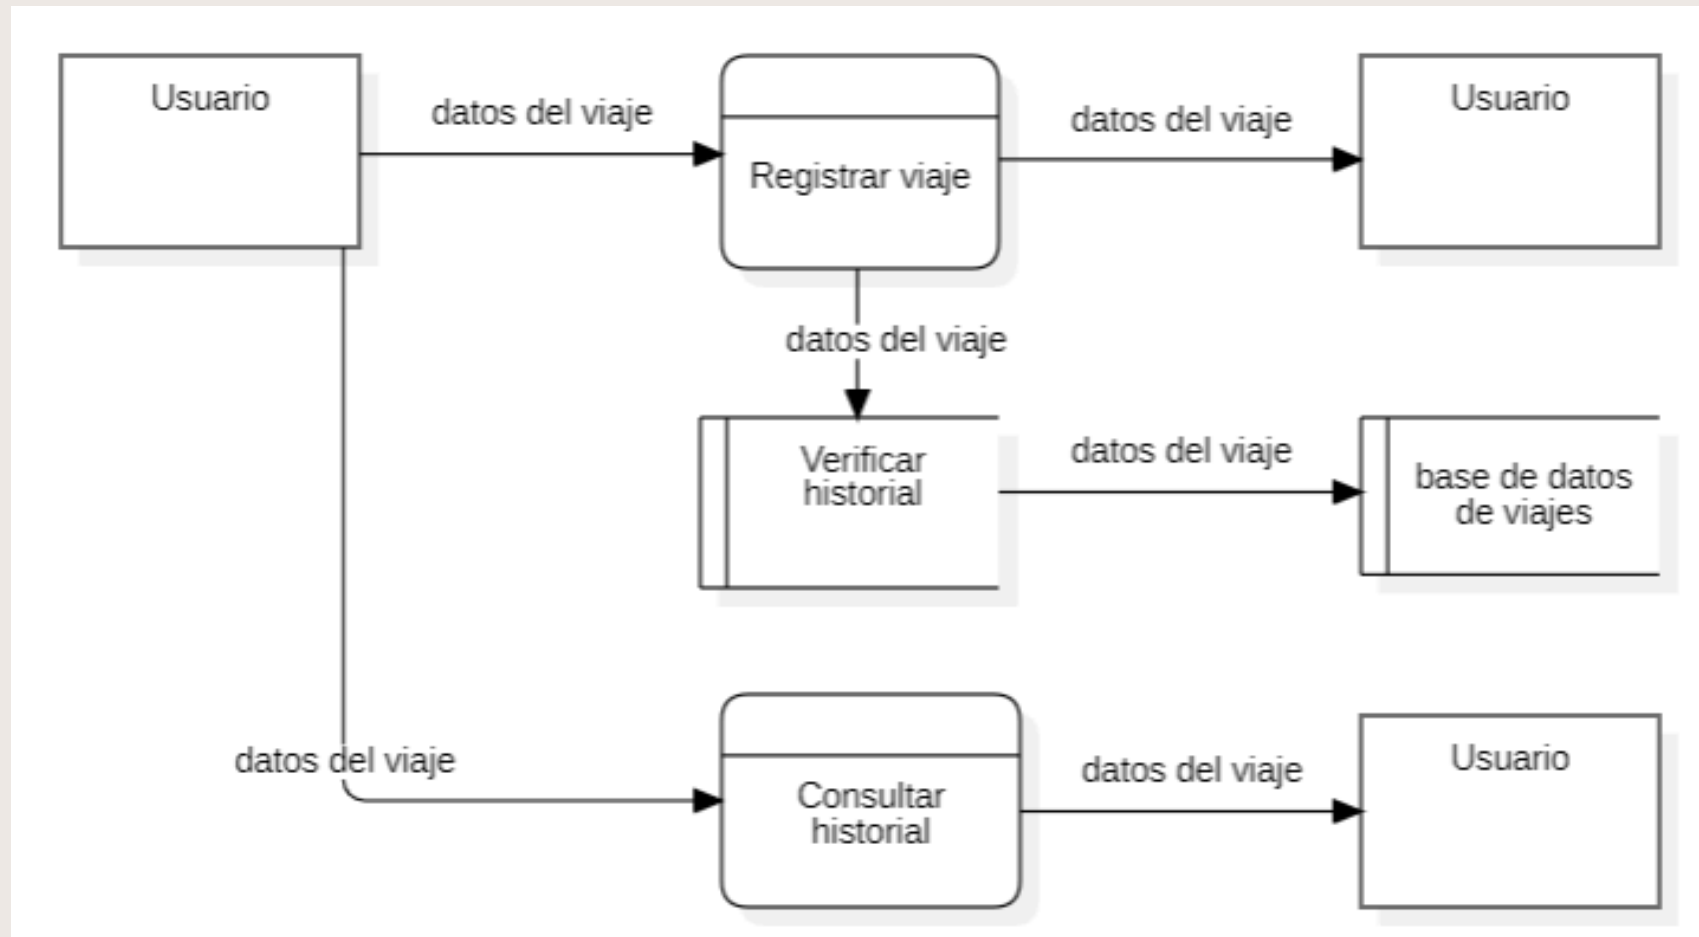 Usuario
datos del viaje
Registrar viaje
datos del viaje
Usuario
datos del viaje
Verificar
historial
datos del viaje
base de datos
de viajes
datos del viaje
Consultar
historial
datos del viaje
Usuario